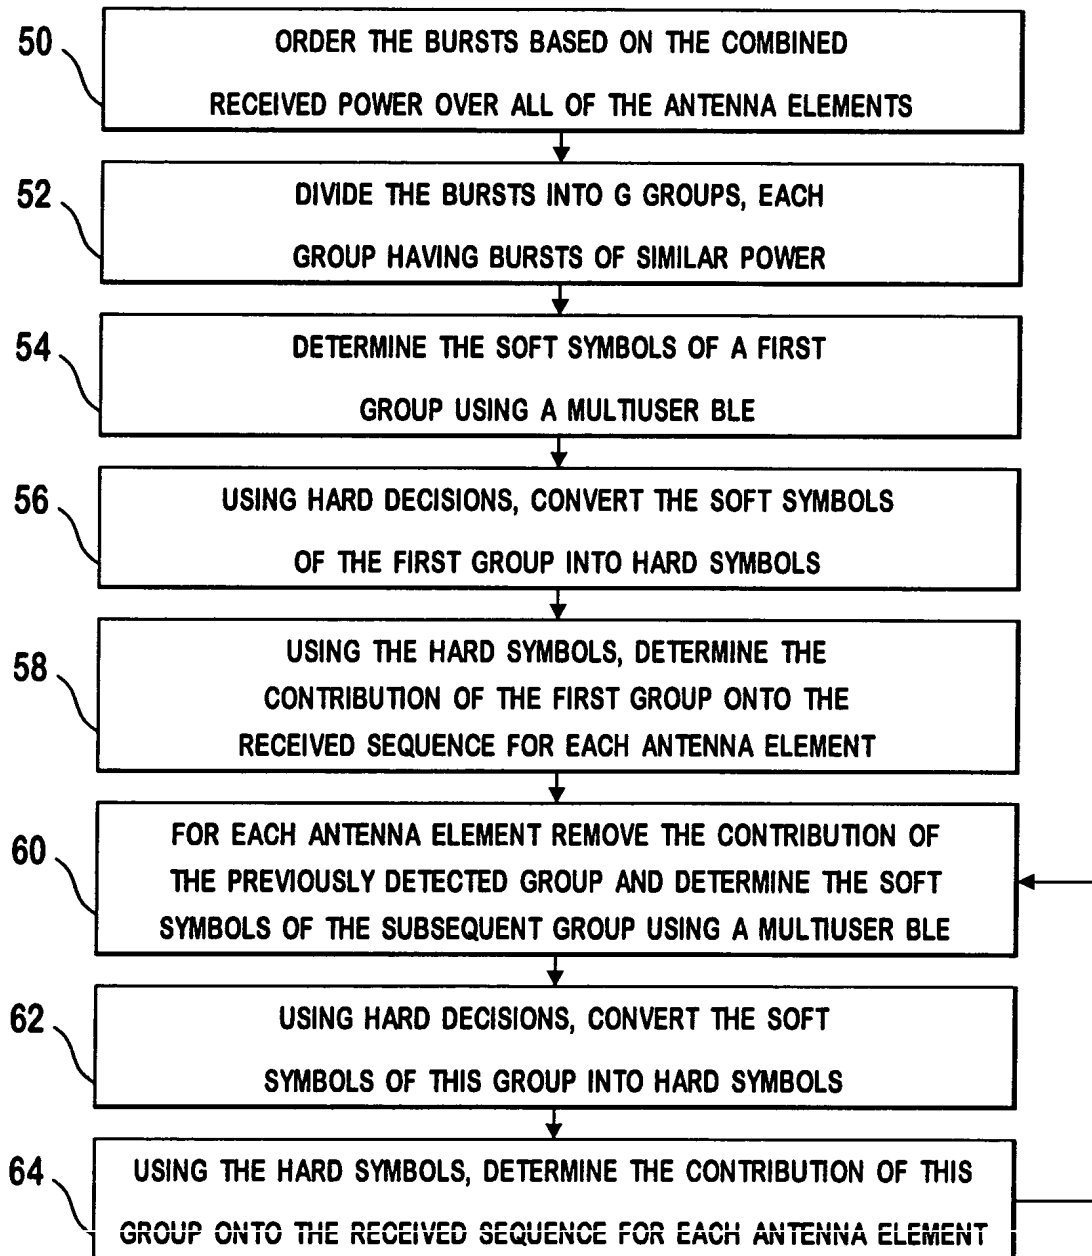 50
ORDER THE BURSTS BASED ON THE COMBINED
RECEIVED POWER OVER ALL OF THE ANTENNA ELEMENTS
52
DIVIDE THE BURSTS INTO G GROUPS, EACH
GROUP HAVING BURSTS OF SIMILAR POWER
54
DETERMINE THE SOFT SYMBOLS OF A FIRST
GROUP USING A MULTIUSER BLE
56
USING HARD DECISIONS, CONVERT THE SOFT SYMBOLS
OF THE FIRST GROUP INTO HARD SYMBOLS
58
USING THE HARD SYMBOLS, DETERMINE THE
CONTRIBUTION OF THE FIRST GROUP ONTO THE
RECEIVED SEQUENCE FOR EACH ANTENNA ELEMENT
60
FOR EACH ANTENNA ELEMENT REMOVE THE CONTRIBUTION OF
THE PREVIOUSLY DETECTED GROUP AND DETERMINE THE SOFT
SYMBOLS OF THE SUBSEQUENT GROUP USING A MULTIUSER BLE
62
USING HARD DECISIONS, CONVERT THE SOFT
SYMBOLS OF THIS GROUP INTO HARD SYMBOLS
64
USING THE HARD SYMBOLS, DETERMINE THE CONTRIBUTION OF THIS
GROUP ONTO THE RECEIVED SEQUENCE FOR EACH ANTENNA ELEMENT